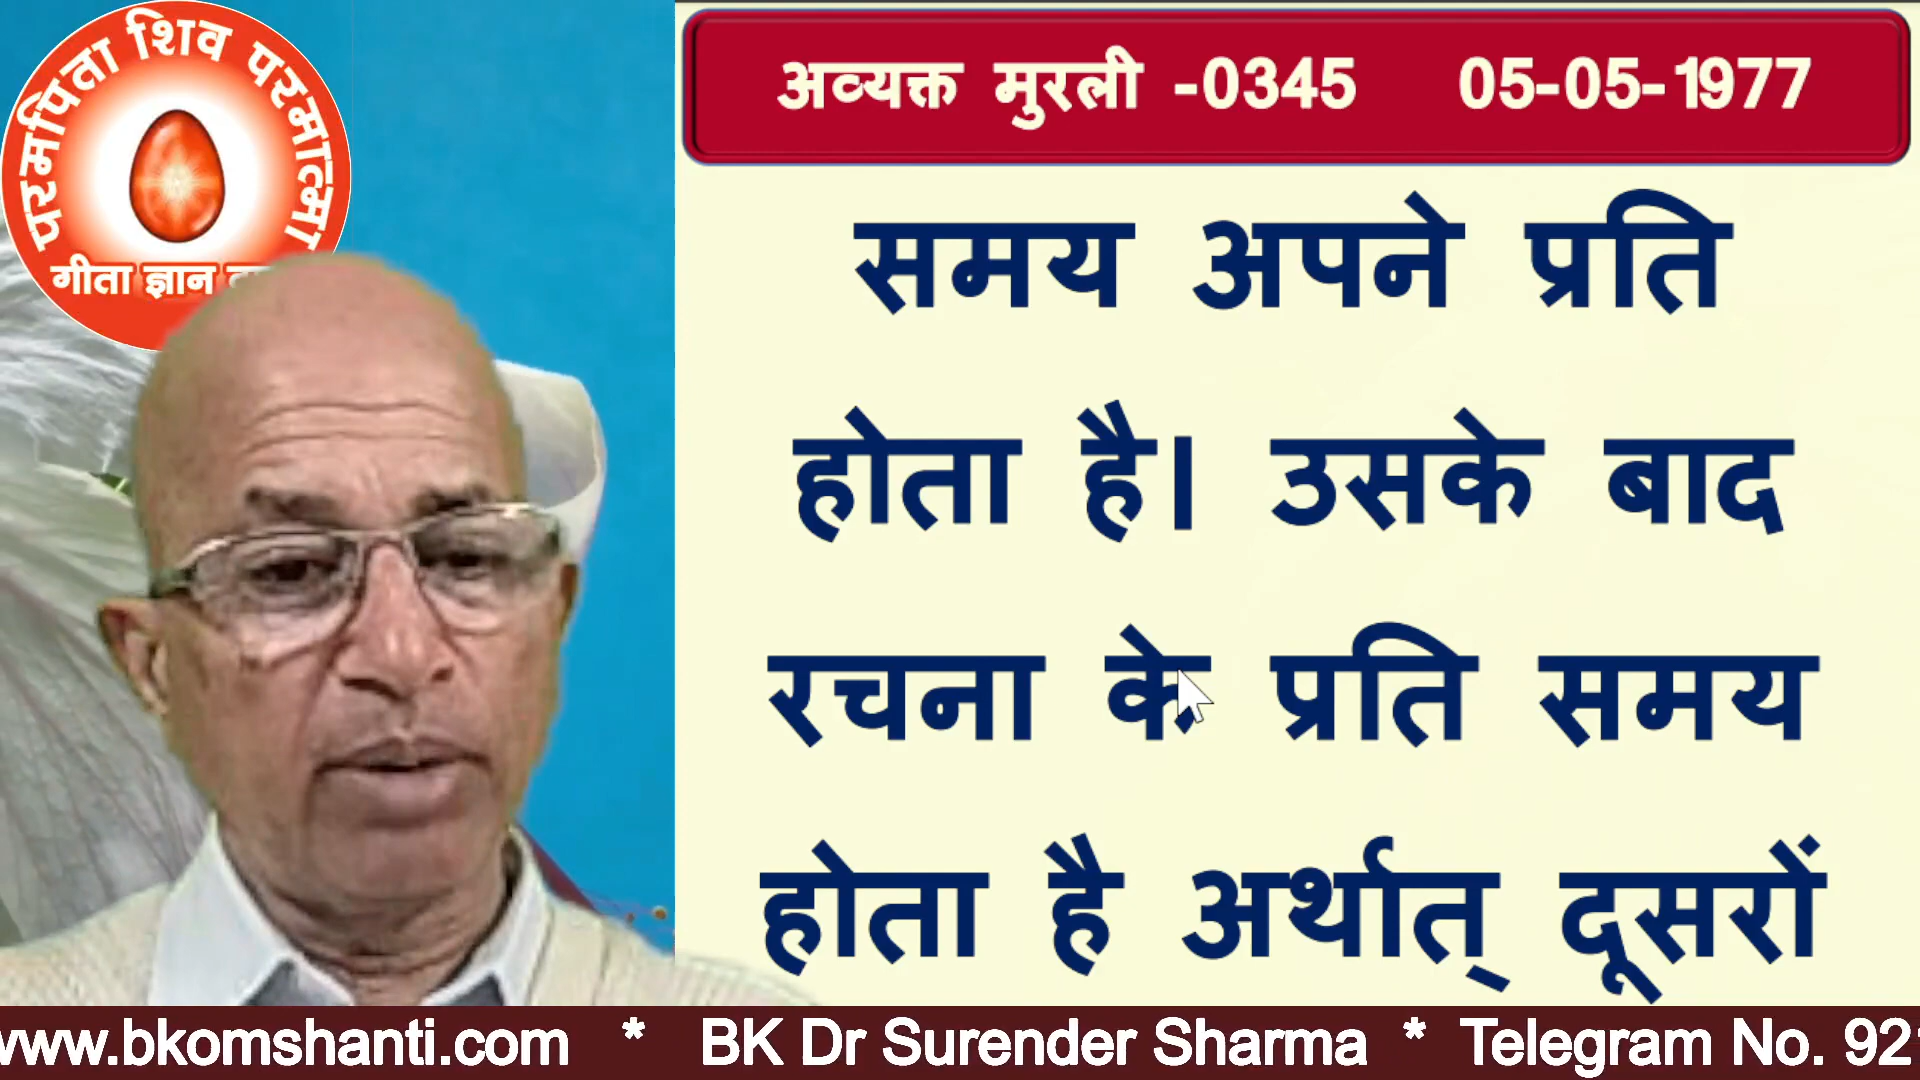 परमपिता शिव परमात्मा
गीता ज्ञान
अव्यक्त मुरली -0345 05-05-1977
समय अपने प्रति
होता है। उसके बाद
रचना के प्रति समय
होता है अर्थात् दूसरों
www.bkomshanti.com * BK Dr Surender Sharma * Telegram No. 92